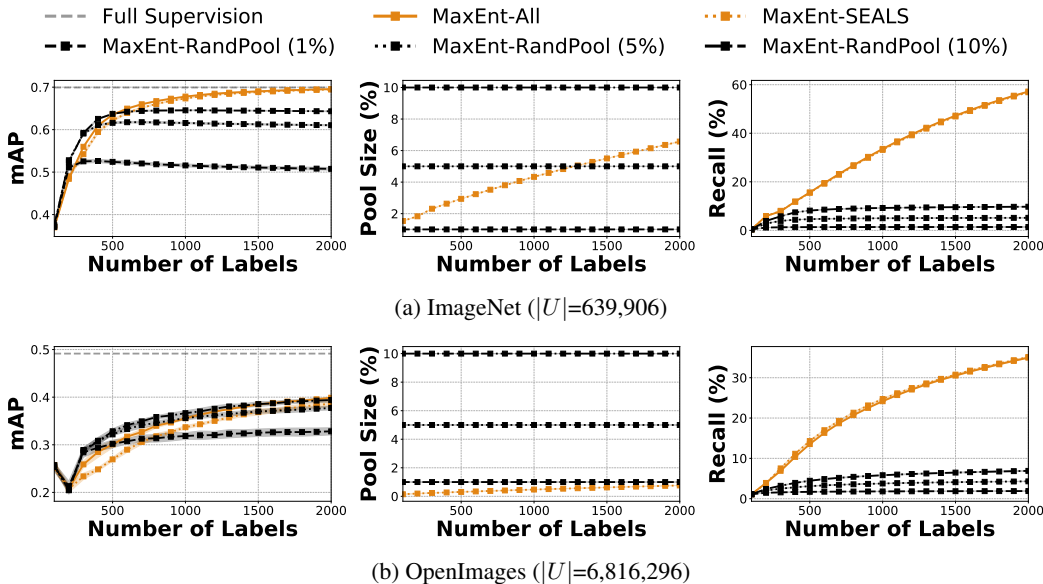 Full Supervision MaxEnt-All MaxEnt-SEALS
MaxEnt-RandPool (1%) MaxEnt-RandPool (5%) MaxEnt-RandPool (10%)
mAP
0.7
0.6
0.5
0.4
500 1000 1500 2000
Number of Labels
Pool Size (%)
10
8
6
4
2
500 1000 1500 2000
Number of Labels
Recall (%)
60
40
20
0
500 1000 1500 2000
Number of Labels
(a) ImageNet (|U|=639,906)
mAP
0.5
0.4
0.3
0.2
500 1000 1500 2000
Number of Labels
Pool Size (%)
10
8
6
4
2
0
500 1000 1500 2000
Number of Labels
Recall (%)
30
20
10
0
500 1000 1500 2000
Number of Labels
(b) OpenImages (|U|=6,816,296)